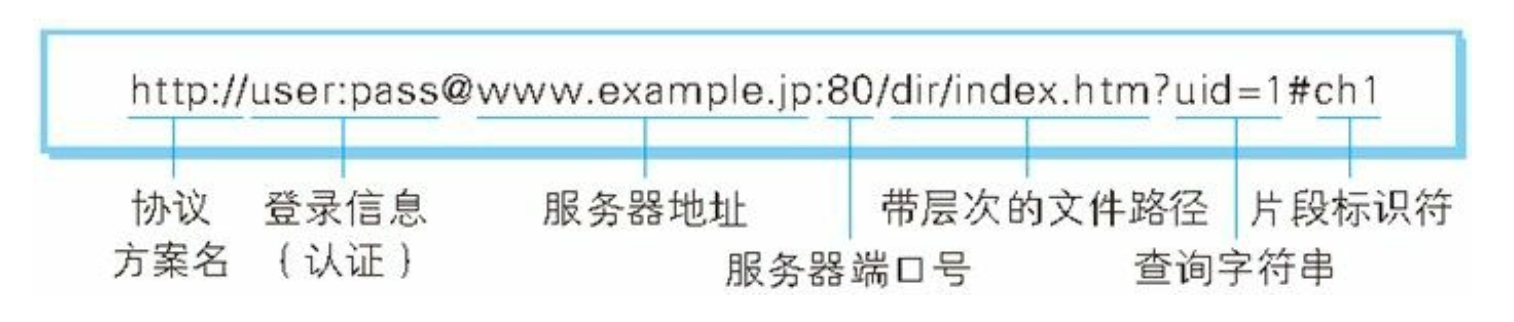 http://user:pass@www.example.jp:80/dir/index.htm?uid=1#ch1
协议
方案名
登录信息
(认证)
服务器地址
服务器端口号
带层次的文件路径
查询字符串
片段标识符